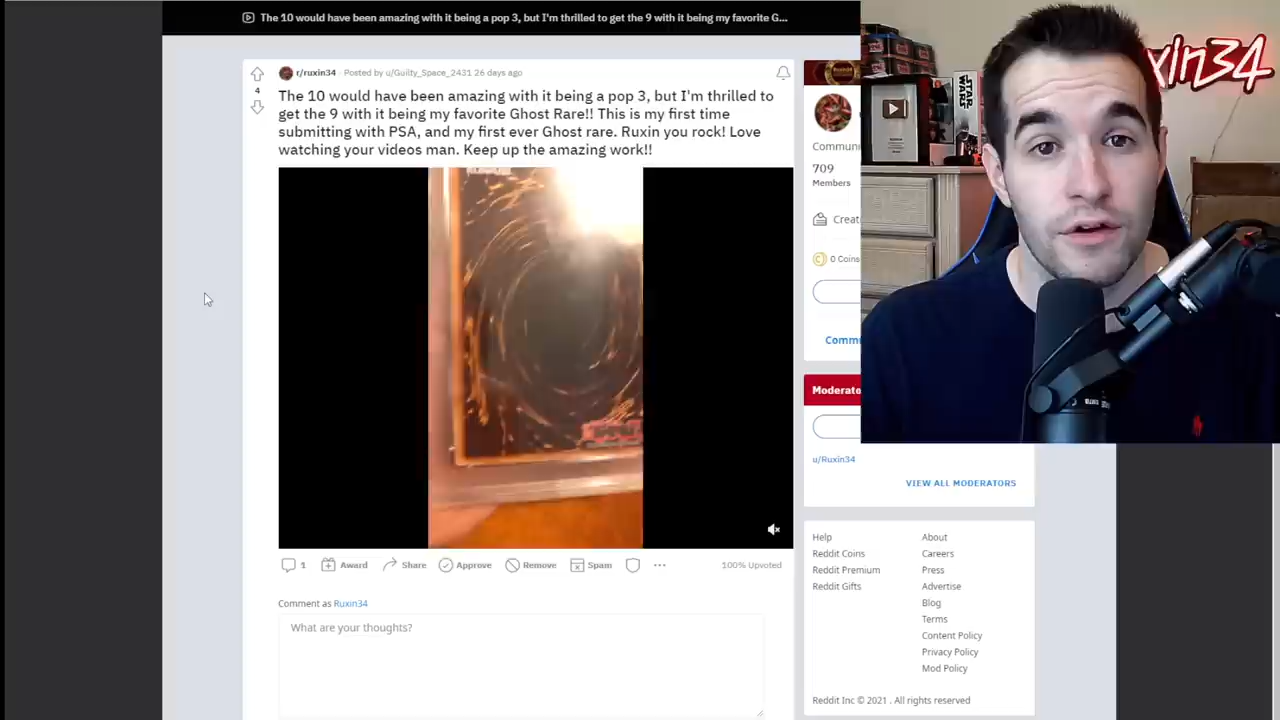 The 10 would have been amazing with it being a pop 3, but I'm thrilled to get the 9 with it being my favorite G...
r/ruxin34 · Posted by u/Guilty_Space_2431 26 days ago
4
The 10 would have been amazing with it being a pop 3, but I'm thrilled to
get the 9 with it being my favorite Ghost Rare!! This is my first time
submitting with PSA, and my first ever Ghost rare. Ruxin you rock! Love
watching your videos man. Keep up the amazing work!!
1
Award
Share
Approve
Remove
Spam
100% Upvoted
Comment as Ruxin34
What are your thoughts?
709
Members
0 Coins
u/Ruxin34
VIEW ALL MODERATORS
Help
Reddit Coins
Reddit Premium
Reddit Gifts
About
Careers
Press
Advertise
Blog
Terms
Content Policy
Privacy Policy
Mod Policy
Reddit Inc © 2021 . All rights reserved
STAR
WARS
xin34